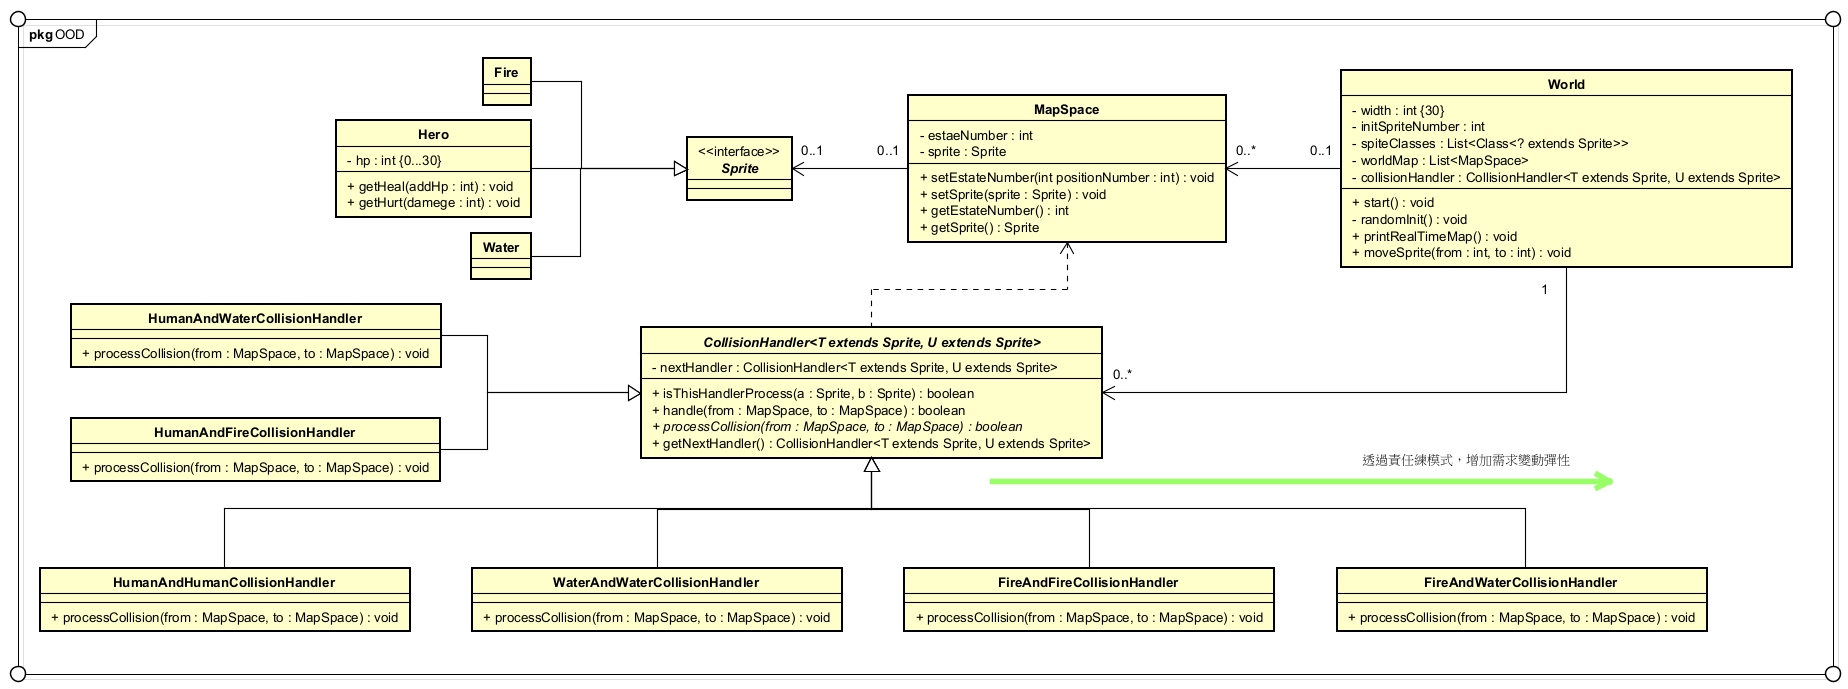 pkg OOD
Fire
Hero
- hp : int {0...30}
+ getHeal(addHp : int) : void
+ getHurt(damege : int) : void
Water
<<interface>>
Sprite
0..1
0..1
MapSpace
- estaeNumber : int
- sprite : Sprite
+ setEstateNumber(int positionNumber : int) : void
+ setSprite(sprite : Sprite) : void
+ getEstateNumber() : int
+ getSprite() : Sprite
0..*
0..1
World
- width : int {30}
- initSpriteNumber : int
- spiteClasses : List<Class<? extends Sprite>>
- worldMap : List<MapSpace>
- collisionHandler : CollisionHandler<T extends Sprite, U extends Sprite>
+ start() : void
- randomInit() : void
+ printRealTimeMap() : void
+ moveSprite(from : int, to : int) : void
1
0..*
HumanAndWaterCollisionHandler
+ processCollision(from : MapSpace, to : MapSpace) : void
HumanAndFireCollisionHandler
+ processCollision(from : MapSpace, to : MapSpace) : void
CollisionHandler<T extends Sprite, U extends Sprite>
- nextHandler : CollisionHandler<T extends Sprite, U extends Sprite>
+ isThisHandlerProcess(a : Sprite, b : Sprite) : boolean
+ handle(from : MapSpace, to : MapSpace) : boolean
+ processCollision(from : MapSpace, to : MapSpace) : boolean
+ getNextHandler() : CollisionHandler<T extends Sprite, U extends Sprite>
透過責任練模式，增加需求變動彈性
HumanAndHumanCollisionHandler
+ processCollision(from : MapSpace, to : MapSpace) : void
WaterAndWaterCollisionHandler
+ processCollision(from : MapSpace, to : MapSpace) : void
FireAndFireCollisionHandler
+ processCollision(from : MapSpace, to : MapSpace) : void
FireAndWaterCollisionHandler
+ processCollision(from : MapSpace, to : MapSpace) : void